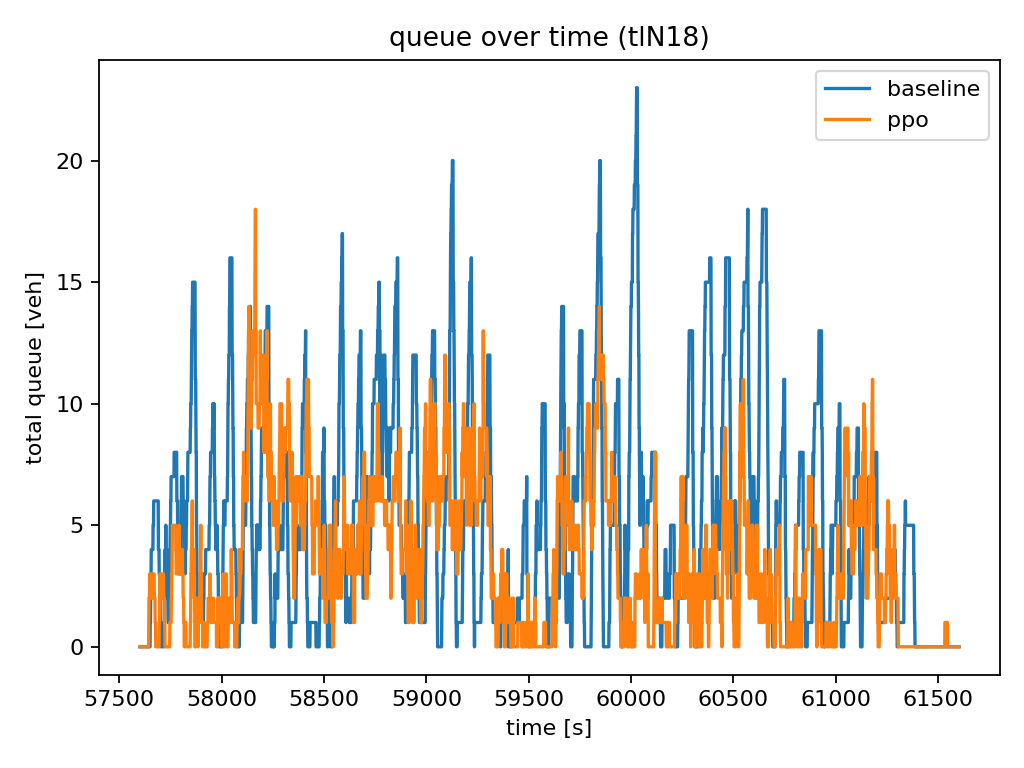 queue over time (tlN18)
baseline
ppo
total queue [veh]
20
15
10
5
0
57500 58000 58500 59000 59500 60000 60500 61000 61500
time [s]